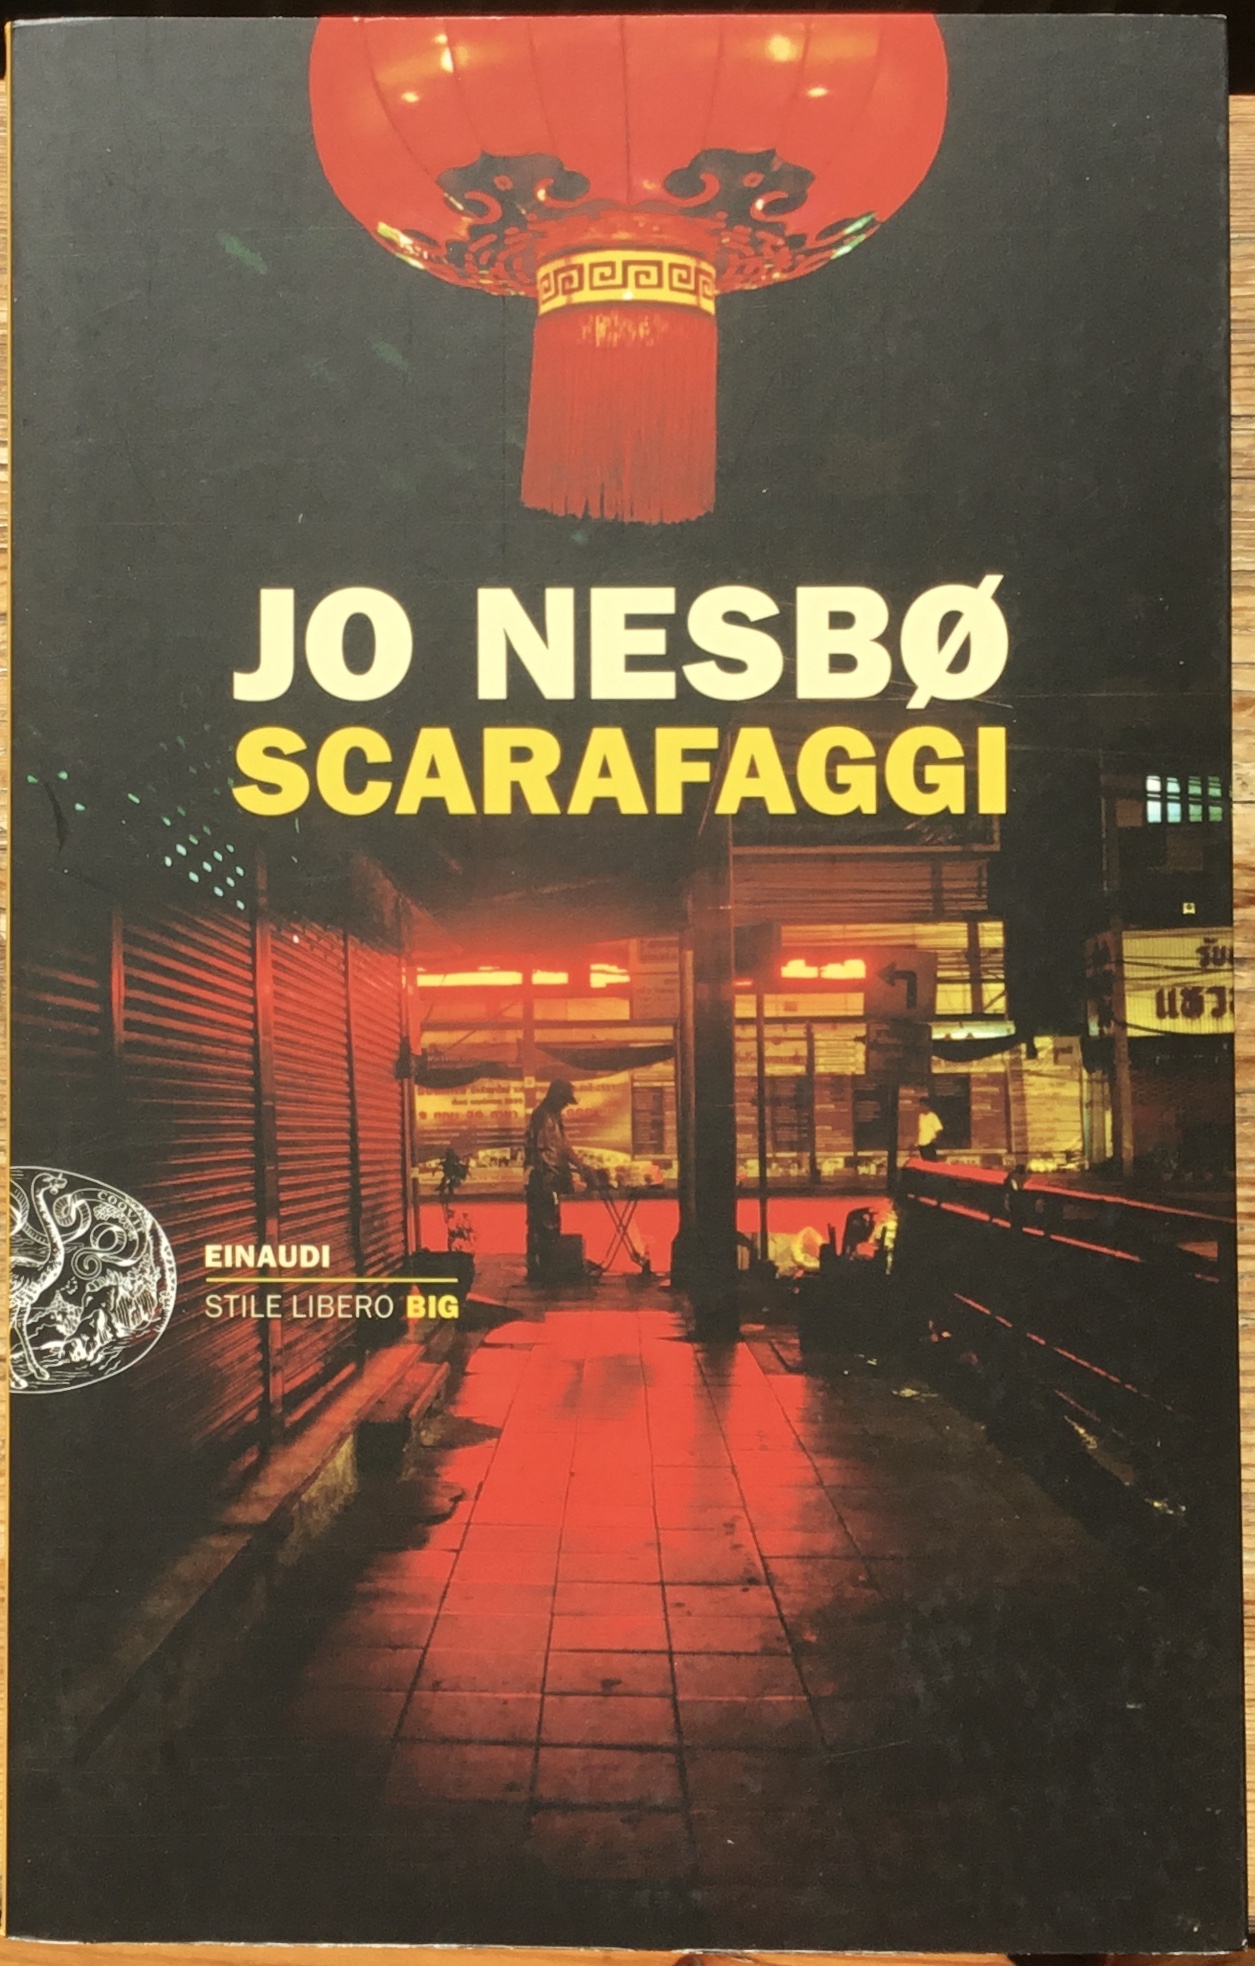 JO NESBØ
SCARAFAGGI
EINAUDI
STILE LIBERO BIG